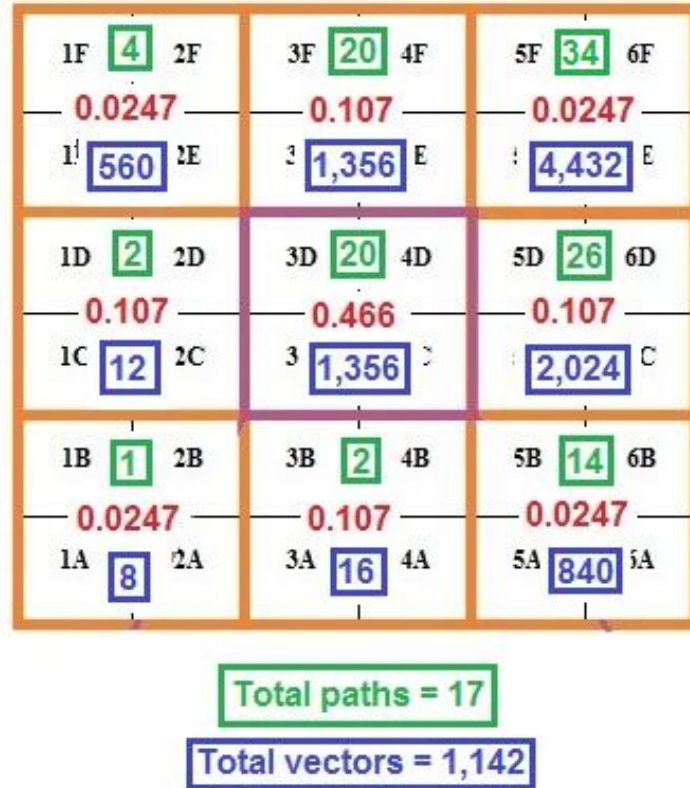 1F 4 2F 3F 20 4F 5F 34 6F
0.0247 0.107 0.0247
560 2E 1,356 E 4,432 E
1D 2 2D 3D 20 4D 5D 26 6D
0.107 0.466 0.107
1C 12 2C 3 1,356 2,024 C
1B 1 2B 3B 2 4B 5B 14 6B
0.0247 0.107 0.0247
1A 8 2A 3A 16 4A 5A 840
Total paths = 17
Total vectors = 1,142